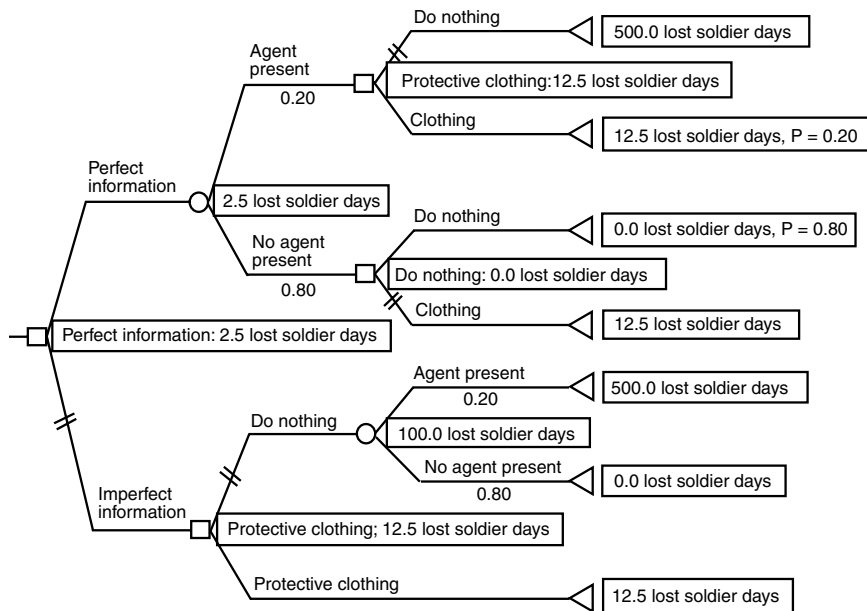 Do nothing
500.0 lost soldier days
Agent
present
0.20
Protective clothing:12.5 lost soldier days
Clothing
12.5 lost soldier days, P = 0.20
Perfect
information
2.5 lost soldier days
Do nothing
0.0 lost soldier days, P = 0.80
No agent
present
0.80
Do nothing: 0.0 lost soldier days
Clothing
12.5 lost soldier days
Perfect information: 2.5 lost soldier days
Agent present
0.20
500.0 lost soldier days
Do nothing
100.0 lost soldier days
No agent present
0.80
0.0 lost soldier days
Imperfect
information
Protective clothing; 12.5 lost soldier days
Protective clothing
12.5 lost soldier days